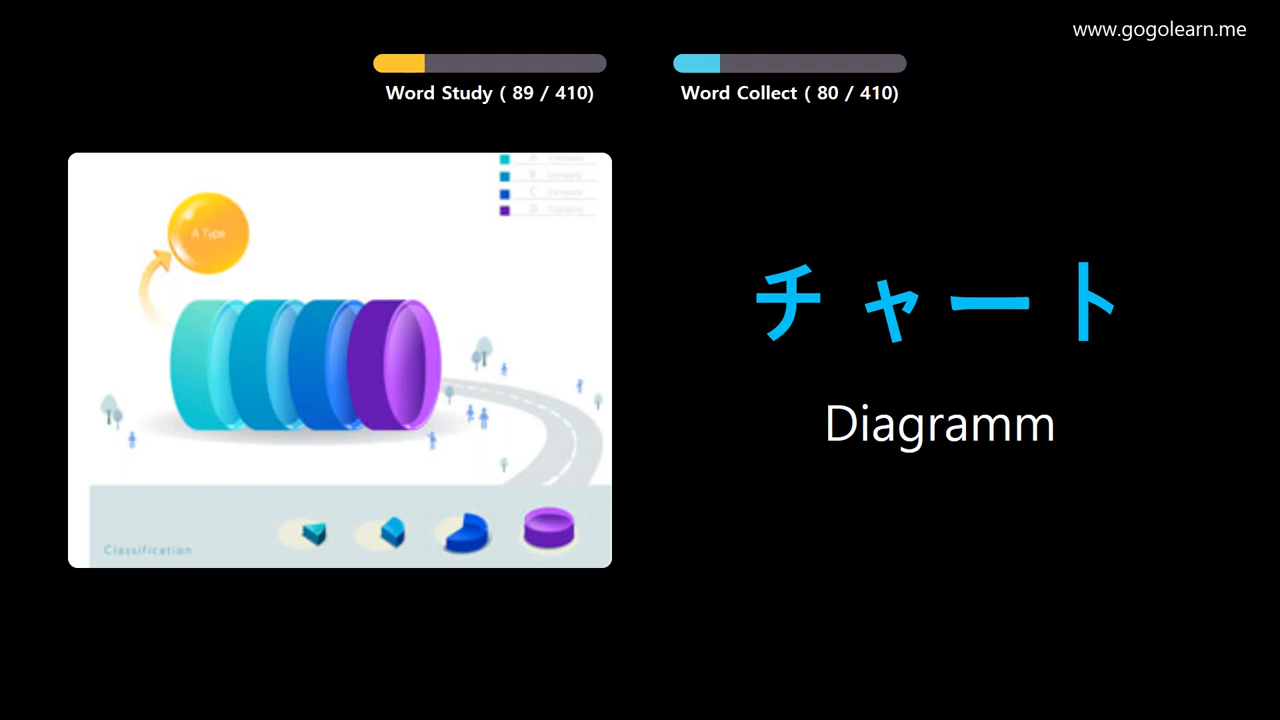 www.gogolearn.me
Word Study ( 89 / 410)
Word Collect ( 80 / 410)
A Type
A
B
C
D
Classification
チャート
Diagramm